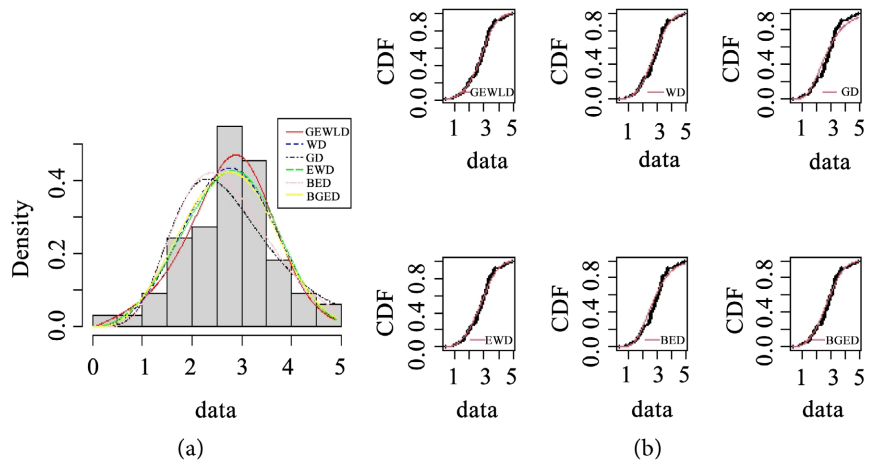 Density
0.0 0.2 0.4
0 1 2 3 4 5
data
GEWLD
WD
GD
EWD
BED
BGED
(a)
CDF
0.0 0.4 0.8
GEWLD
1 3 5
data
CDF
0.0 0.4 0.8
WD
1 3 5
data
CDF
0.0 0.4 0.8
GD
1 3 5
data
CDF
0.0 0.4 0.8
EWD
1 3 5
data
CDF
0.0 0.4 0.8
BED
1 3 5
data
CDF
0.0 0.4 0.8
BGED
1 3 5
data
(b)